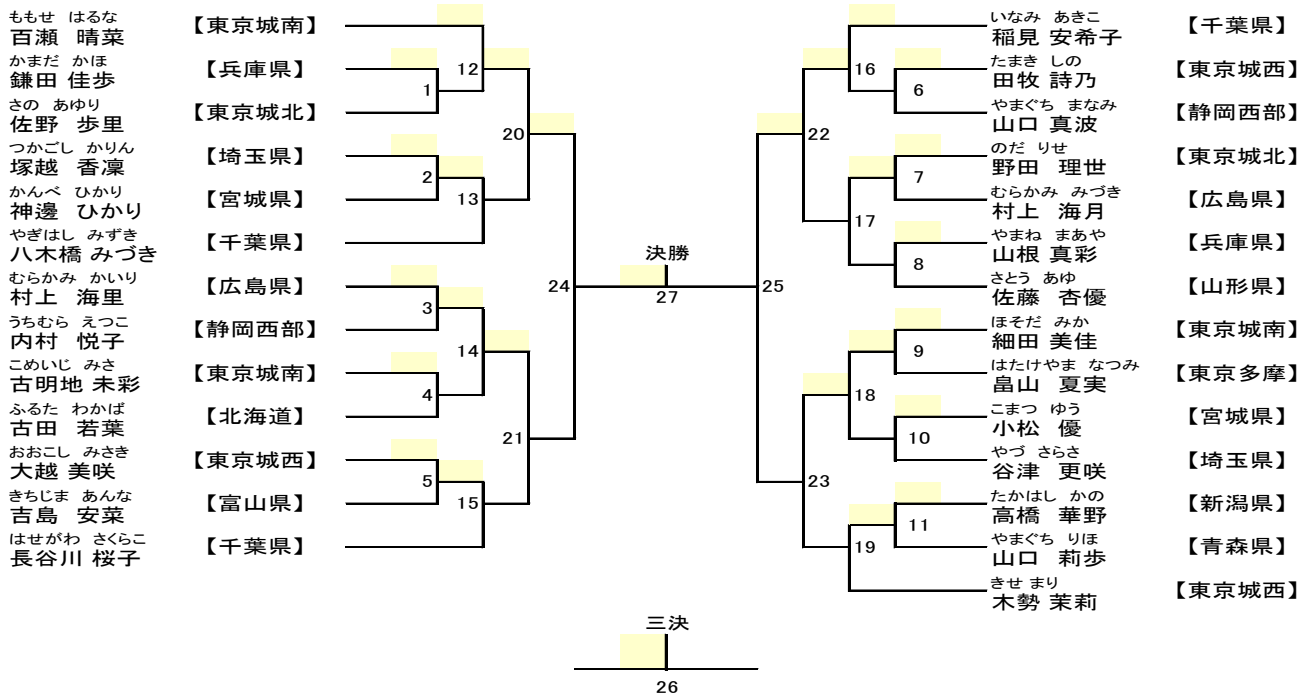 ももせ はるな
百瀬 晴菜 【東京城南】
かまだ かほ
鎌田 佳歩 【兵庫県】
さの あゆり
佐野 歩里 【東京城北】
つかごし かりん
塚越 香凜 【埼玉県】
かんべ ひかり
神邊 ひかり 【宮城県】
やぎはし みずき
八木橋 みづき 【千葉県】
むらかみ かいり
村上 海里 【広島県】
うちむら えつこ
内村 悦子 【静岡西部】
こめいじ みさ
古明地 未彩 【東京城南】
ふるた わかば
古田 若葉 【北海道】
おおこし みさき
大越 美咲 【東京城西】
きちじま あんな
吉島 安菜 【富山県】
はせがわ さくらこ
長谷川 桜子 【千葉県】
1
2
3
4
5
12
13
14
15
20
21
24
決勝
27
三決
26
25
22
23
16
17
18
19
6
7
8
9
10
11
いなみ あきこ
稲見 安希子 【千葉県】
たまき しの
田牧 詩乃 【東京城西】
やまぐち まなみ
山口 真波 【静岡西部】
のだ りせ
野田 理世 【東京城北】
むらかみ みづき
村上 海月 【広島県】
やまね まあや
山根 真彩 【兵庫県】
さとう あゆ
佐藤 杏優 【山形県】
ほそだ みか
細田 美佳 【東京城南】
はたけやま なつみ
畠山 夏実 【東京多摩】
こまつ ゆう
小松 優 【宮城県】
やづ さらさ
谷津 更咲 【埼玉県】
たかはし かの
高橋 華野 【新潟県】
やまぐち りほ
山口 莉歩 【青森県】
きせ まり
木勢 茉莉 【東京城西】